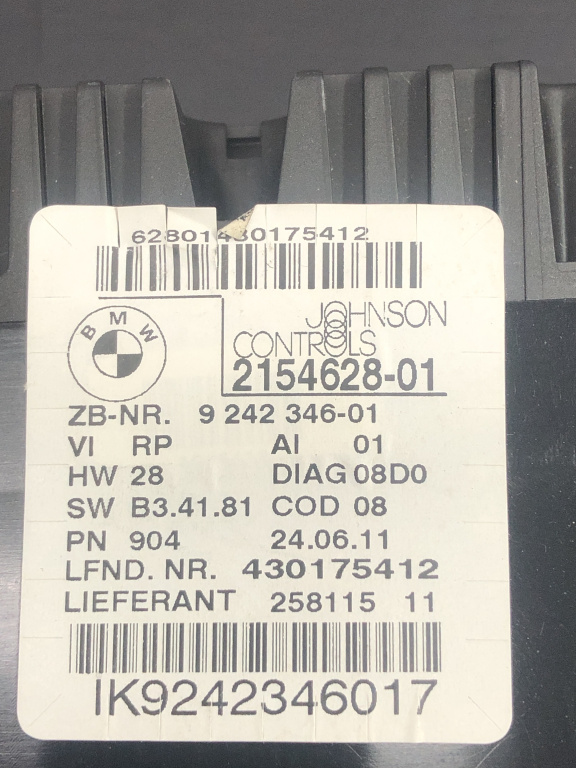 62801430175412
BMW
JOHNSON
CONTROLS
2154628-01
ZB-NR. 9 242 346-01
VI RP AI 01
HW 28 DIAG 08D0
SW B3.41.81 COD 08
PN 904 24.06.11
LFND. NR. 430175412
LIEFERANT 258115 11
IK9242346017